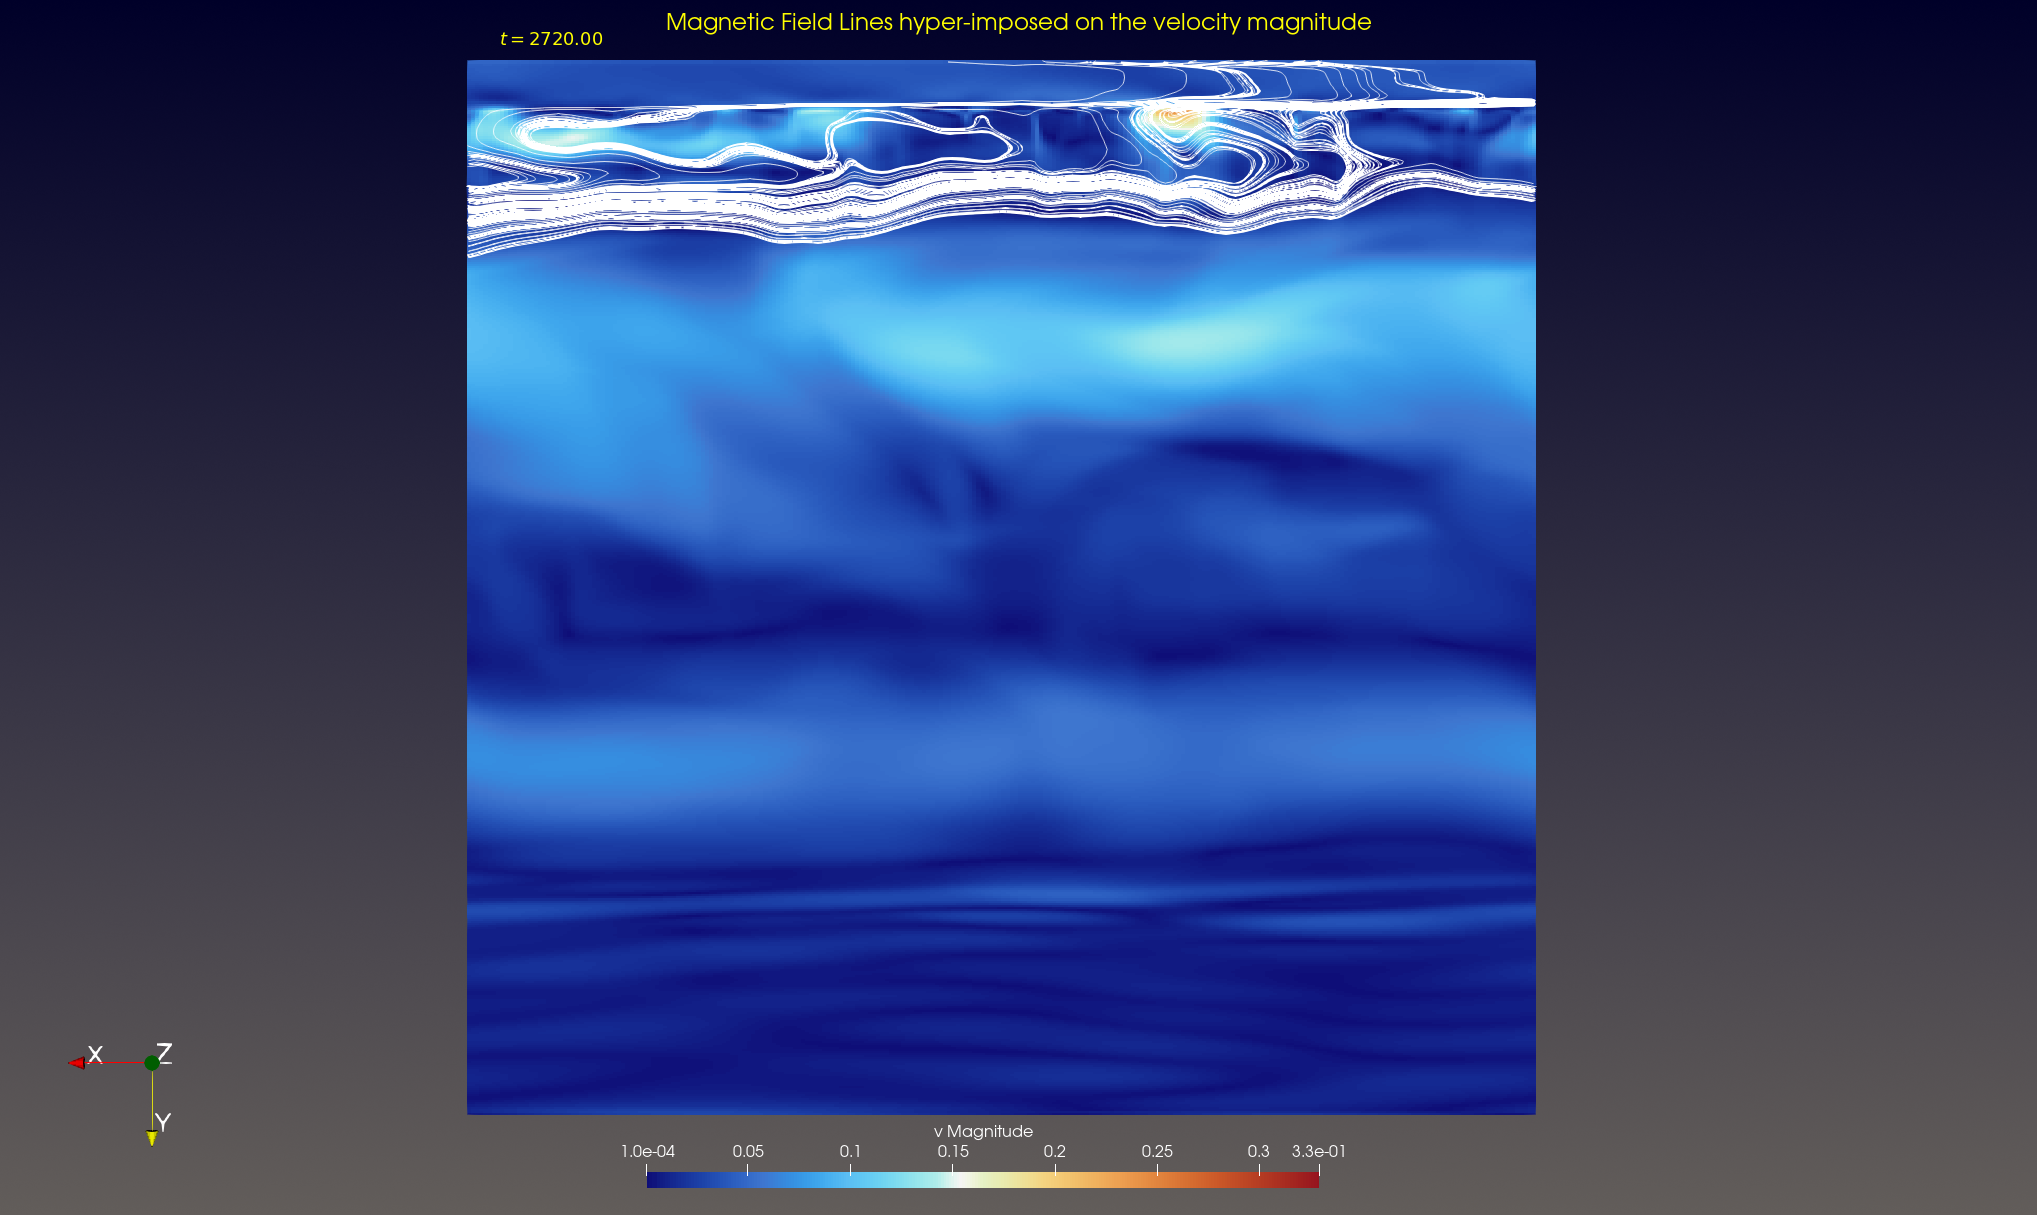 Magnetic Field Lines hyper-imposed on the velocity magnitude
t = 2720.00
X Z
Y
v Magnitude
1.0e-04 0.05 0.1 0.15 0.2 0.25 0.3 3.3e-01